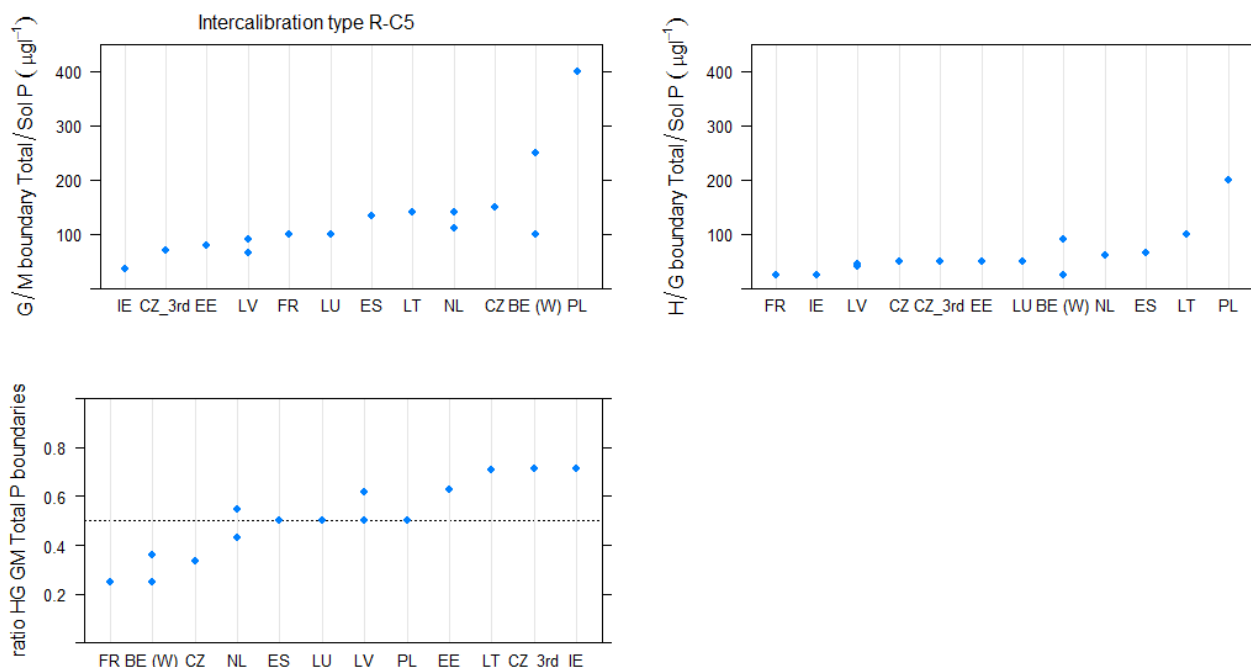 Intercalibration type R-C5
G/M boundary Total/Sol P ( μgl⁻¹)
400
300
200
100
IE CZ_3rd EE LV FR LU ES LT NL CZ BE (W) PL
H/G boundary Total/Sol P ( μgl⁻¹)
400
300
200
100
FR IE LV CZ CZ_3rd EE LU BE (W) NL ES LT PL
ratio HG GM Total P boundaries
0.8
0.6
0.4
0.2
FR BE (W) CZ NL ES LU LV PL EE LT CZ_3rd IE